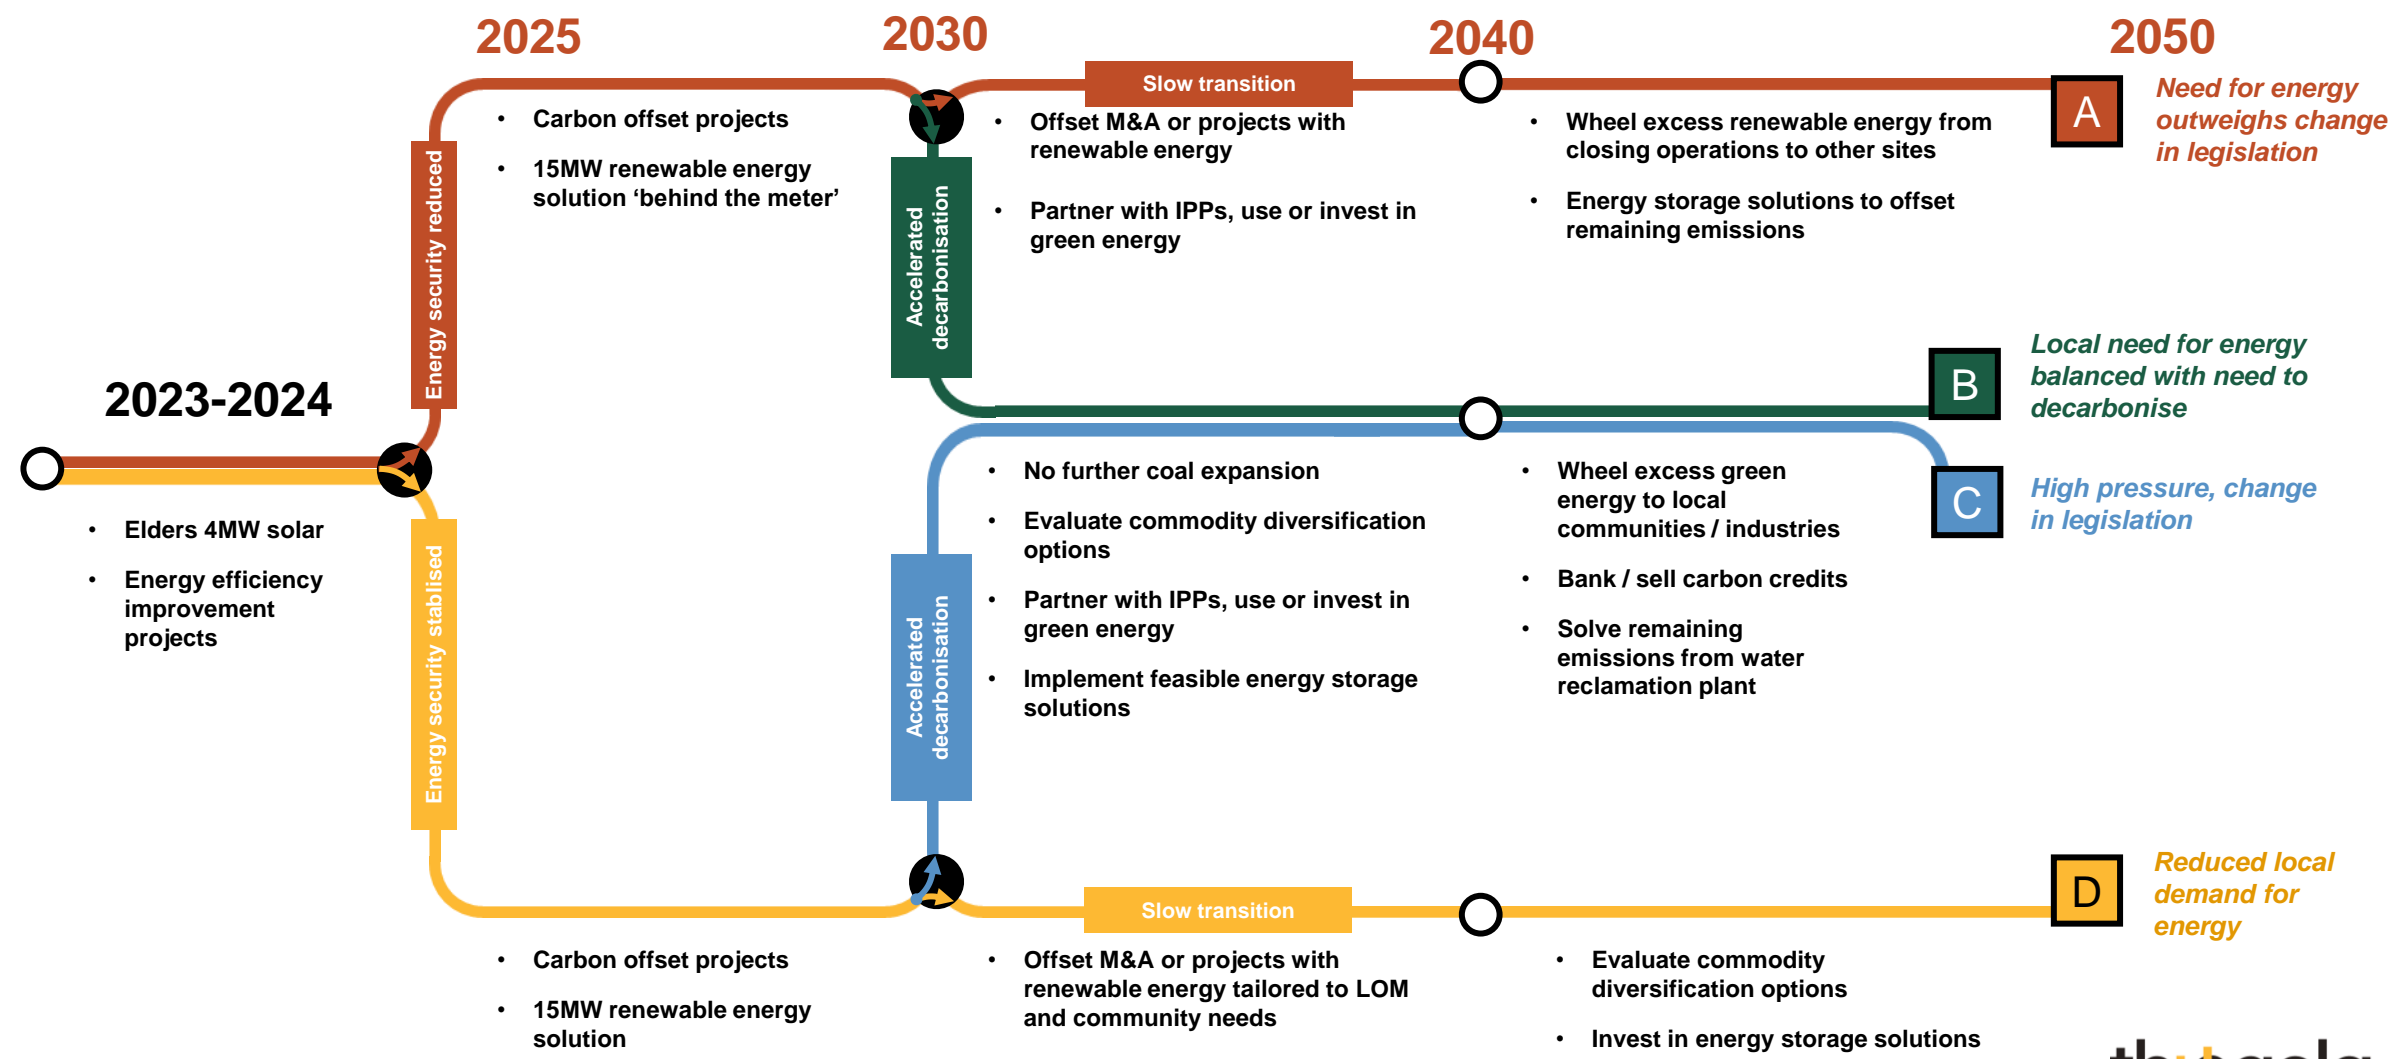 2025
2030
2040
2050
Slow transition
A
Need for energy
outweighs change
in legislation
Energy security reduced
• Carbon offset projects
• 15MW renewable energy
solution ‘behind the meter’
Accelerated
decarbonisation
• Offset M&A or projects with
renewable energy
• Partner with IPPs, use or invest in
green energy
• Wheel excess renewable energy from
closing operations to other sites
• Energy storage solutions to offset
remaining emissions
B
Local need for energy
balanced with need to
decarbonise
2023-2024
• Elders 4MW solar
• Energy efficiency
improvement
projects
Energy security stablised
Accelerated
decarbonisation
• No further coal expansion
• Evaluate commodity diversification
options
• Partner with IPPs, use or invest in
green energy
• Implement feasible energy storage
solutions
• Wheel excess green
energy to local
communities / industries
• Bank / sell carbon credits
• Solve remaining
emissions from water
reclamation plant
C
High pressure, change
in legislation
Slow transition
D
Reduced local
demand for
energy
• Carbon offset projects
• 15MW renewable energy
solution
• Offset M&A or projects with
renewable energy tailored to LOM
and community needs
• Evaluate commodity
diversification options
• Invest in energy storage solutions